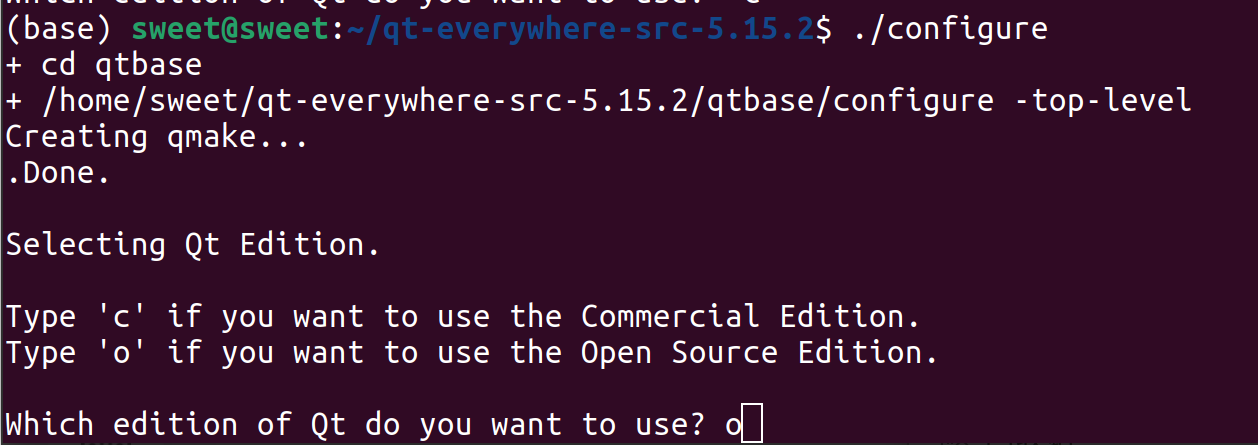 (base) sweet@sweet:~/qt-everywhere-src-5.15.2$ ./configure
+ cd qtbase
+ /home/sweet/qt-everywhere-src-5.15.2/qtbase/configure -top-level
Creating qmake...
.Done.
Selecting Qt Edition.
Type 'c' if you want to use the Commercial Edition.
Type 'o' if you want to use the Open Source Edition.
Which edition of Qt do you want to use? o